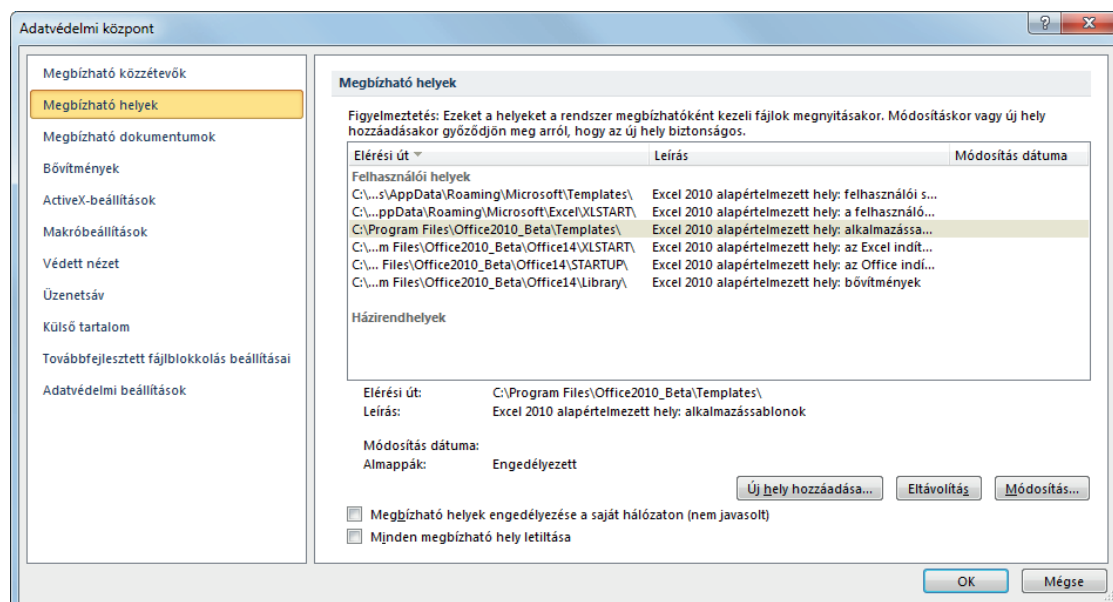 Adatvédelmi központ
Megbízható közzétevők
Megbízható helyek
Megbízható dokumentumok
Bővítmények
ActiveX-beállítások
Makróbeállítások
Védett nézet
Üzenetsáv
Külső tartalom
Továbbfejlesztett fájlblokkolás beállításai
Adatvédelmi beállítások
Megbízható helyek
Figyelmeztetés: Ezeket a helyeket a rendszer megbízhatóként kezeli fájlok megnyitásakor. Módosításkor vagy új hely
hozzáadásakor győződjön meg arról, hogy az új hely biztonságos.
Elérési út Leírás Módosítás dátuma
Felhasználói helyek
C:\...s\AppData\Roaming\Microsoft\Templates\ Excel 2010 alapértelmezett hely: felhasználói s...
C:\...ppData\Roaming\Microsoft\Excel\XLSTART\ Excel 2010 alapértelmezett hely: a felhasználó...
C:\Program Files\Office2010_Beta\Templates\ Excel 2010 alapértelmezett hely: alkalmazássa...
C:\...m Files\Office2010_Beta\Office14\XLSTART\ Excel 2010 alapértelmezett hely: az Excel indít...
C:\... Files\Office2010_Beta\Office14\STARTUP\ Excel 2010 alapértelmezett hely: az Office indí...
C:\...m Files\Office2010_Beta\Office14\Library\ Excel 2010 alapértelmezett hely: bővítmények
Házirendhelyek
Elérési út: C:\Program Files\Office2010_Beta\Templates\
Leírás: Excel 2010 alapértelmezett hely: alkalmazássablonok
Módosítás dátuma:
Almappák: Engedélyezett
Új hely hozzáadása... Eltávolítás Módosítás...
Megbízható helyek engedélyezése a saját hálózaton (nem javasolt)
Minden megbízható hely letiltása
OK Mégse